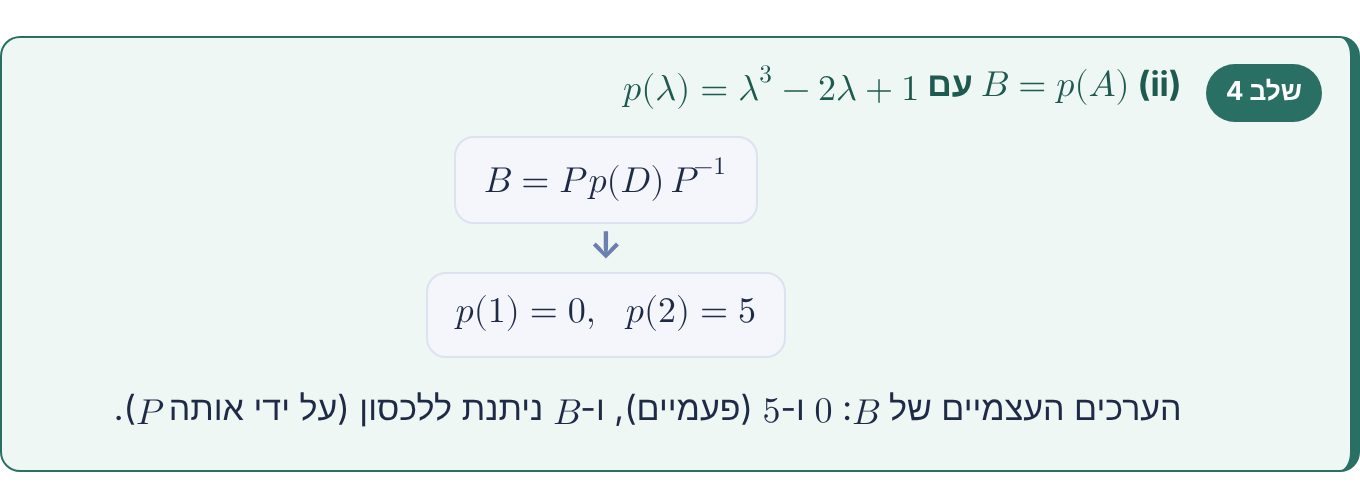 שלב 4
(ii) B = p(A) עם p(λ) = λ³ − 2λ + 1
B = P p(D) P⁻¹
↓
p(1) = 0, p(2) = 5
הערכים העצמיים של B: 0 ו-5 (פעמיים), ו-B ניתנת ללכסון (על ידי אותה P).